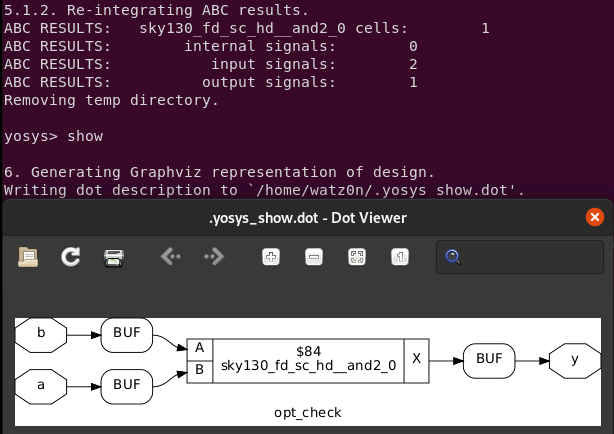 5.1.2. Re-integrating ABC results.
ABC RESULTS:   sky130_fd_sc_hd__and2_0 cells:        1
ABC RESULTS:        internal signals:        0
ABC RESULTS:           input signals:        2
ABC RESULTS:          output signals:        1
Removing temp directory.
yosys> show
6. Generating Graphviz representation of design.
Writing dot description to `/home/watz0n/.yosys_show.dot'.
.yosys_show.dot - Dot Viewer
b
BUF
a
BUF
A
B
$84
sky130_fd_sc_hd__and2_0
X
BUF
y
opt_check